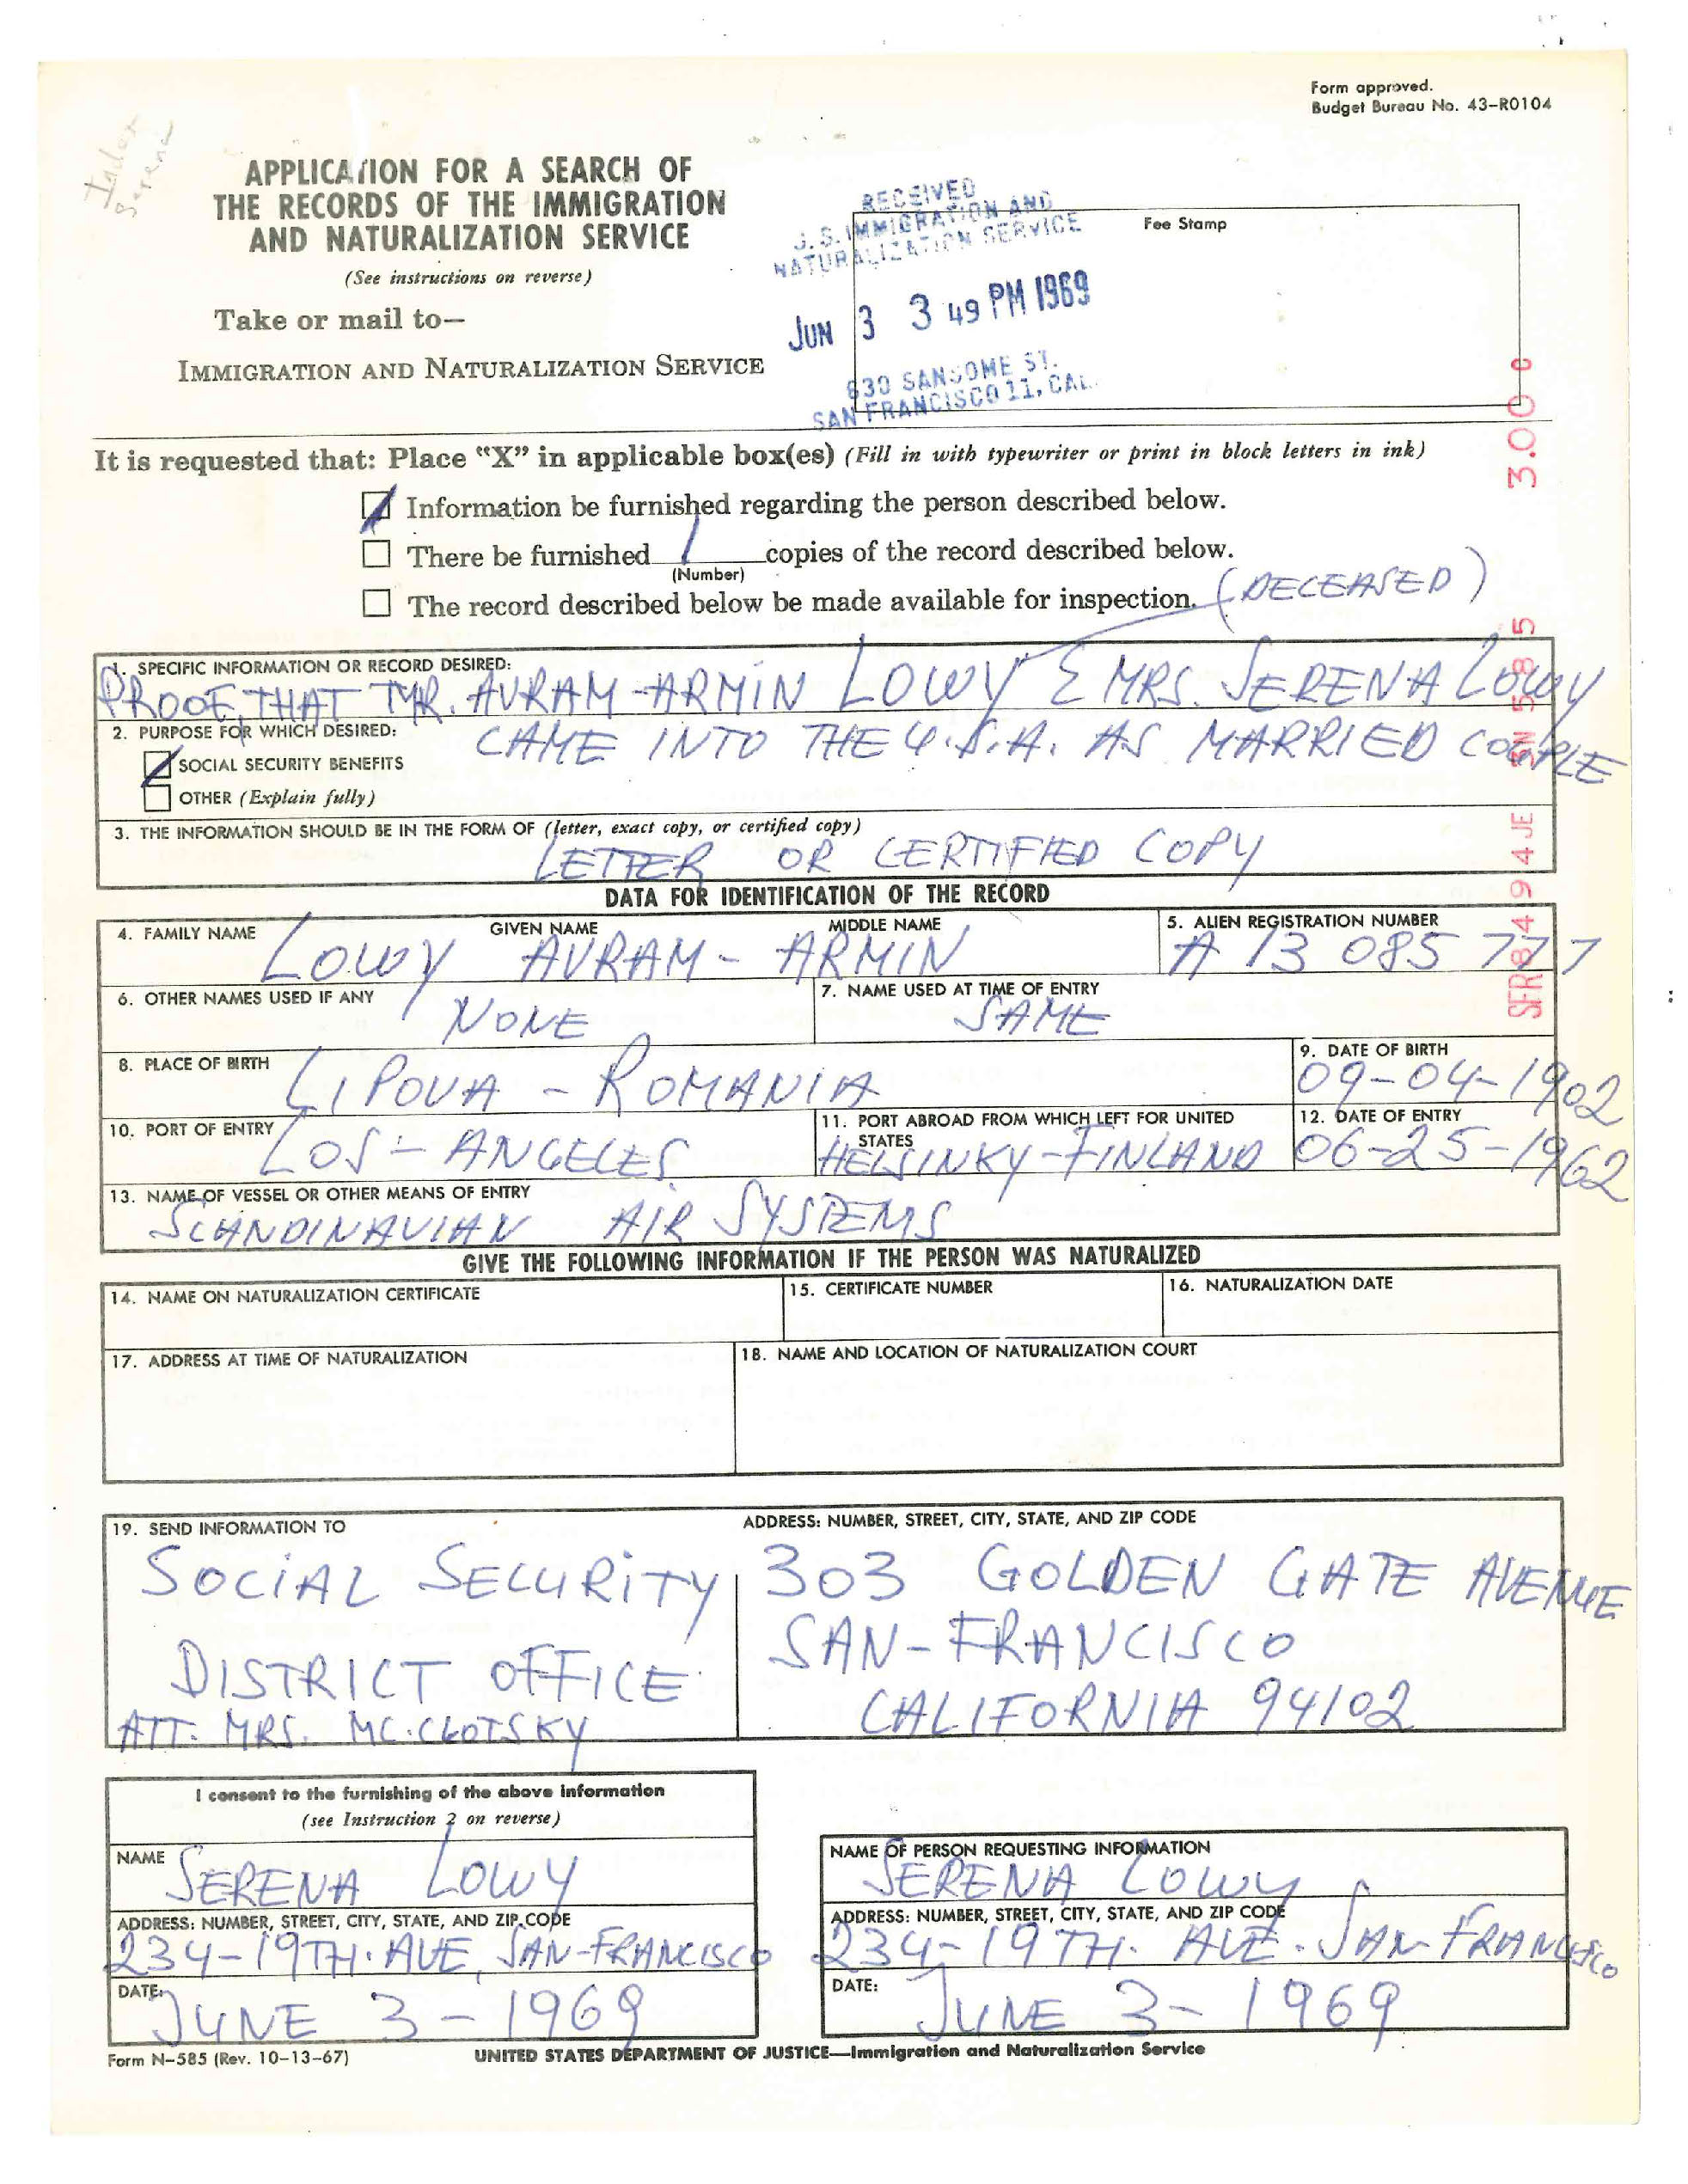 Form approved.
Budget Bureau No. 43-R0104
Index
Serena
APPLICATION FOR A SEARCH OF
THE RECORDS OF THE IMMIGRATION
AND NATURALIZATION SERVICE
(See instructions on reverse)
Take or mail to—
IMMIGRATION AND NATURALIZATION SERVICE
RECEIVED
U. S. IMMIGRATION AND
NATURALIZATION SERVICE
JUN 3 3 49 PM 1969
630 SANSOME ST.
SAN FRANCISCO 11, CAL.
Fee Stamp
It is requested that: Place "X" in applicable box(es) (Fill in with typewriter or print in block letters in ink)
Information be furnished regarding the person described below.
There be furnished 1 copies of the record described below.
(Number)
The record described below be made available for inspection.
(DECEASED)
1. SPECIFIC INFORMATION OR RECORD DESIRED:
PROOF, THAT MR. AVRAM-ARMIN LOWY & MRS. SERENA LOWY
CAME INTO THE U.S.A. AS MARRIED COUPLE
2. PURPOSE FOR WHICH DESIRED:
SOCIAL SECURITY BENEFITS
OTHER (Explain fully)
3. THE INFORMATION SHOULD BE IN THE FORM OF (letter, exact copy, or certified copy)
LETTER OR CERTIFIED COPY
DATA FOR IDENTIFICATION OF THE RECORD
4. FAMILY NAME GIVEN NAME MIDDLE NAME
LOWY AVRAM - ARMIN
5. ALIEN REGISTRATION NUMBER
A 13 085 777
6. OTHER NAMES USED IF ANY
NONE
7. NAME USED AT TIME OF ENTRY
SAME
8. PLACE OF BIRTH
LIPOVA - ROMANIA
9. DATE OF BIRTH
09-04-1902
10. PORT OF ENTRY
LOS - ANGELES
11. PORT ABROAD FROM WHICH LEFT FOR UNITED
STATES
HELSINKY-FINLAND
12. DATE OF ENTRY
06-25-1962
13. NAME OF VESSEL OR OTHER MEANS OF ENTRY
SCANDINAVIAN AIR SYSTEMS
GIVE THE FOLLOWING INFORMATION IF THE PERSON WAS NATURALIZED
14. NAME ON NATURALIZATION CERTIFICATE
15. CERTIFICATE NUMBER
16. NATURALIZATION DATE
17. ADDRESS AT TIME OF NATURALIZATION
18. NAME AND LOCATION OF NATURALIZATION COURT
19. SEND INFORMATION TO
SOCIAL SECURITY
DISTRICT OFFICE
ATT. MRS. MC.CLOTSKY
ADDRESS: NUMBER, STREET, CITY, STATE, AND ZIP CODE
303 GOLDEN GATE AVENUE
SAN-FRANCISCO
CALIFORNIA 94102
I consent to the furnishing of the above information
(see Instruction 2 on reverse)
NAME
SERENA LOWY
ADDRESS: NUMBER, STREET, CITY, STATE, AND ZIP CODE
234-19TH. AVE, SAN-FRANCISCO
DATE:
JUNE 3 - 1969
NAME OF PERSON REQUESTING INFORMATION
SERENA LOWY
ADDRESS: NUMBER, STREET, CITY, STATE, AND ZIP CODE
234-19TH. AVE. SAN-FRANCISCO
DATE:
JUNE 3 - 1969
Form N-585 (Rev. 10-13-67)
UNITED STATES DEPARTMENT OF JUSTICE—Immigration and Naturalization Service